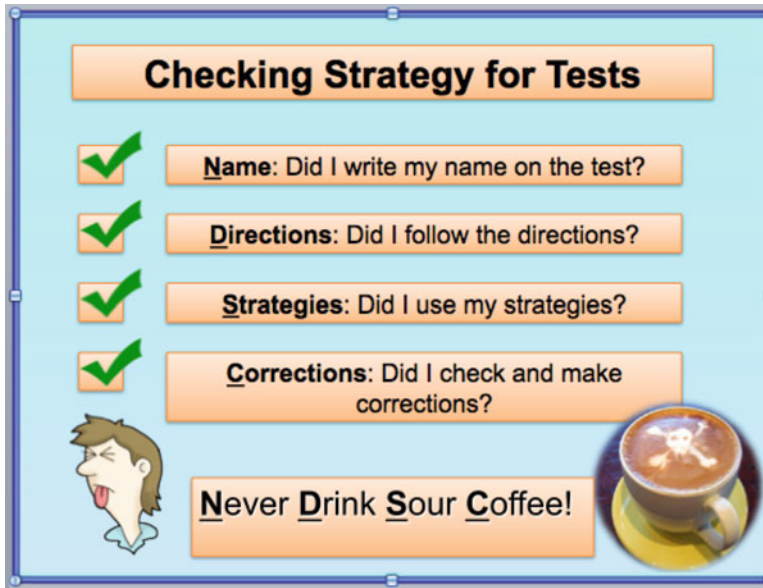 Checking Strategy for Tests
Name: Did I write my name on the test?
Directions: Did I follow the directions?
Strategies: Did I use my strategies?
Corrections: Did I check and make
corrections?
Never Drink Sour Coffee!